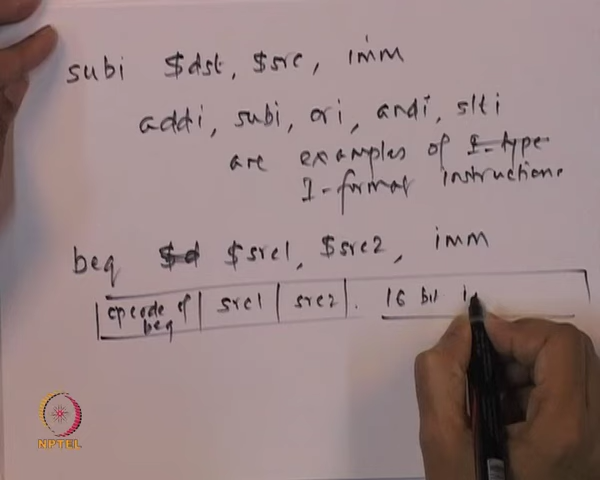 subi $dst, $src, imm
addi, subi, ori, andi, slti
are examples of I-type
I-format instructions
beq $d $src1, $src2, imm
opcode of beq | src1 | src2 | 16 bit i
NPTEL